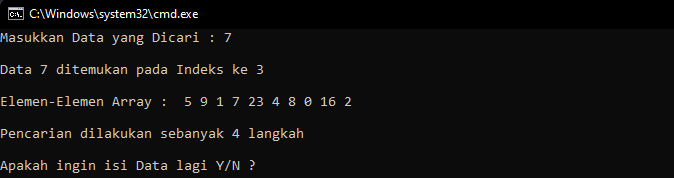 C:\Windows\system32\cmd.exe
Masukkan Data yang Dicari : 7
Data 7 ditemukan pada Indeks ke 3
Elemen-Elemen Array :  5 9 1 7 23 4 8 0 16 2
Pencarian dilakukan sebanyak 4 langkah
Apakah ingin isi Data lagi Y/N ?